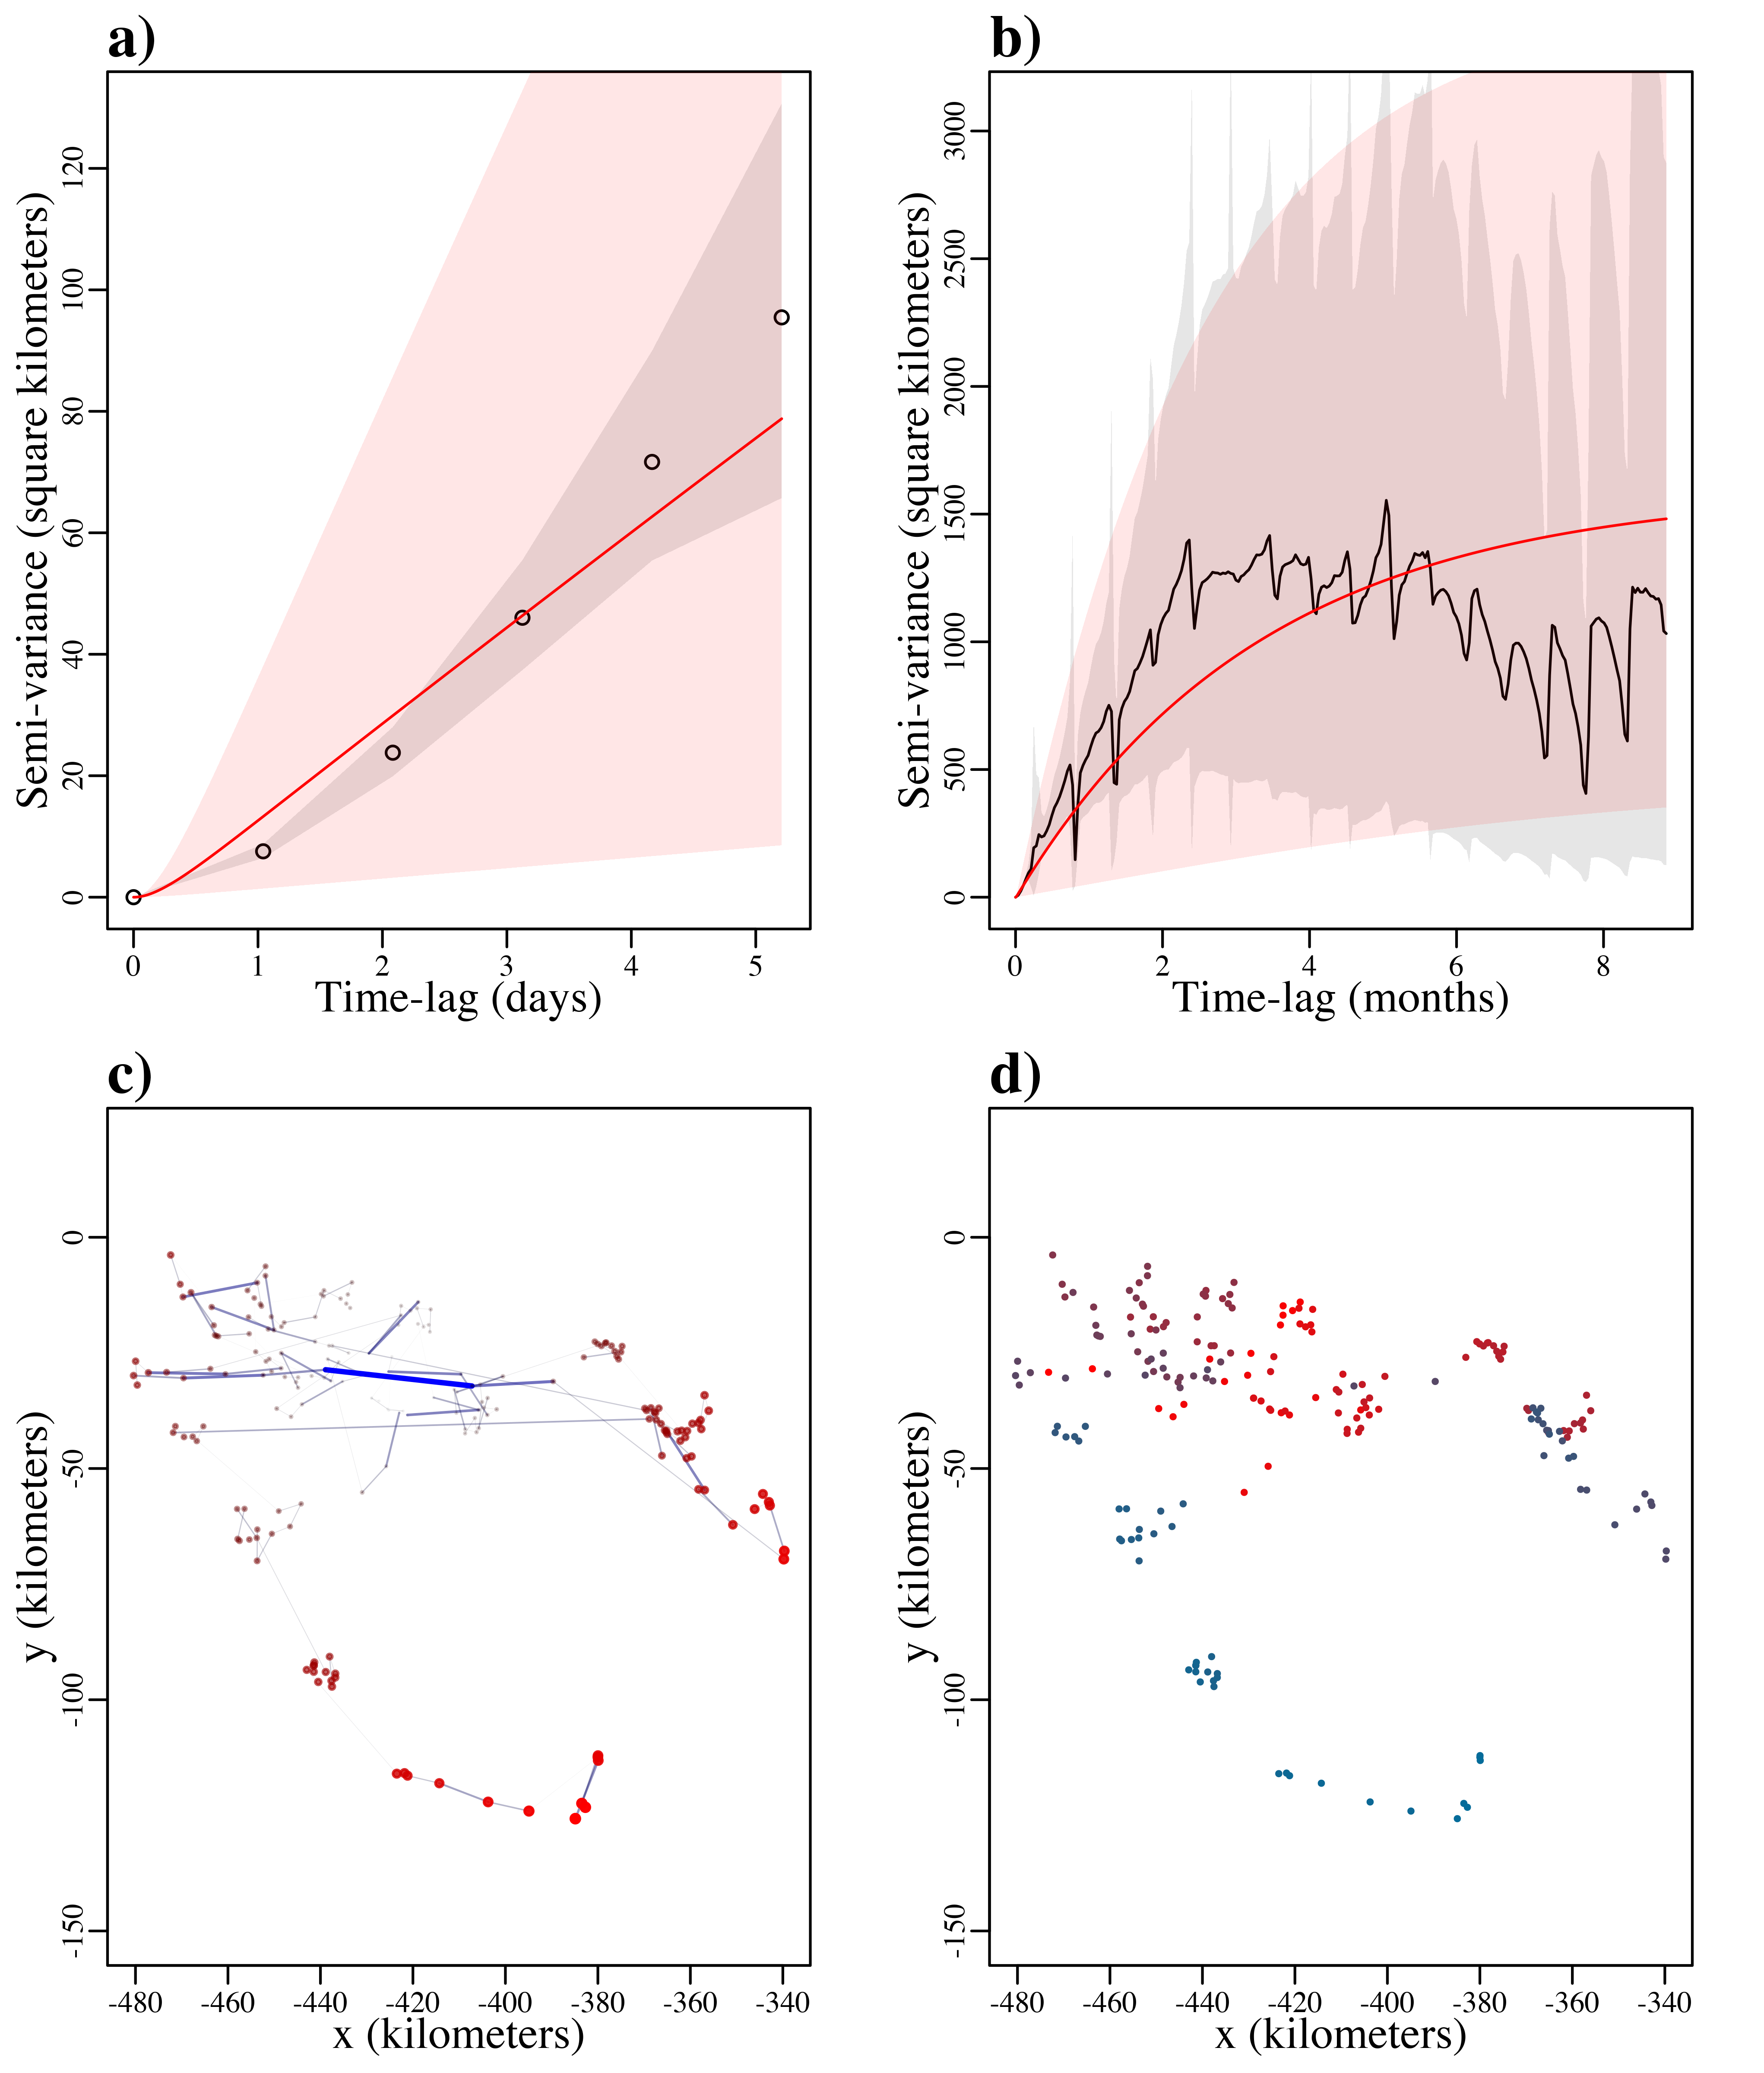 a)
Semi-variance (square kilometers)
0 20 40 60 80 100 120
0 1 2 3 4 5
Time-lag (days)
b)
Semi-variance (square kilometers)
0 500 1000 1500 2000 2500 3000
0 2 4 6 8
Time-lag (months)
c)
y (kilometers)
-150 -100 -50 0
-480 -460 -440 -420 -400 -380 -360 -340
x (kilometers)
d)
y (kilometers)
-150 -100 -50 0
-480 -460 -440 -420 -400 -380 -360 -340
x (kilometers)